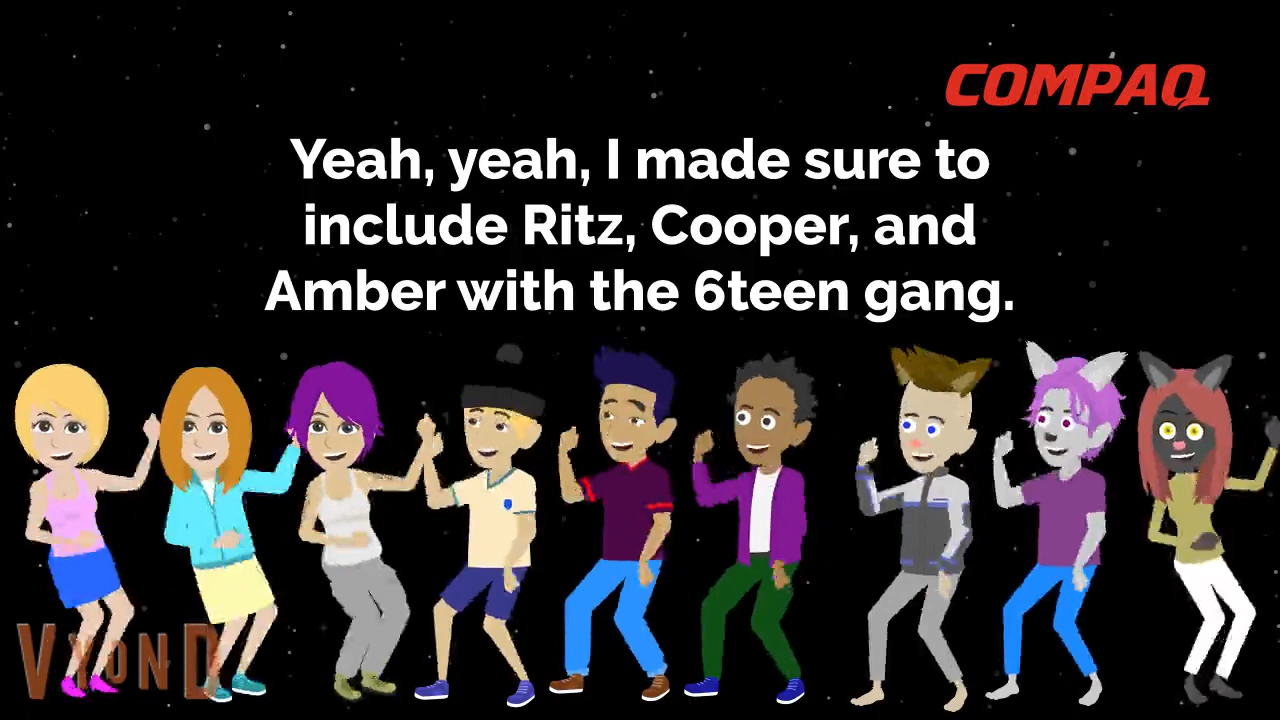 COMPAQ
Yeah, yeah, I made sure to
include Ritz, Cooper, and
Amber with the 6teen gang.
VYOND